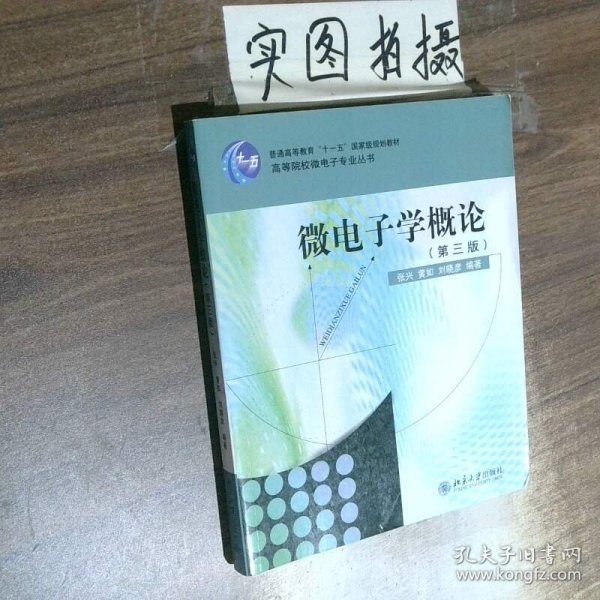 实图拍摄
十一五
普通高等教育"十一五"国家级规划教材
高等院校微电子专业丛书
微电子学概论
(第三版)
张兴 黄如 刘晓彦 编著
WEIDIANZIXUE GAILUN
北京大学出版社
PEKING UNIVERSITY PRESS
孔夫子旧书网
www.kongfz.com